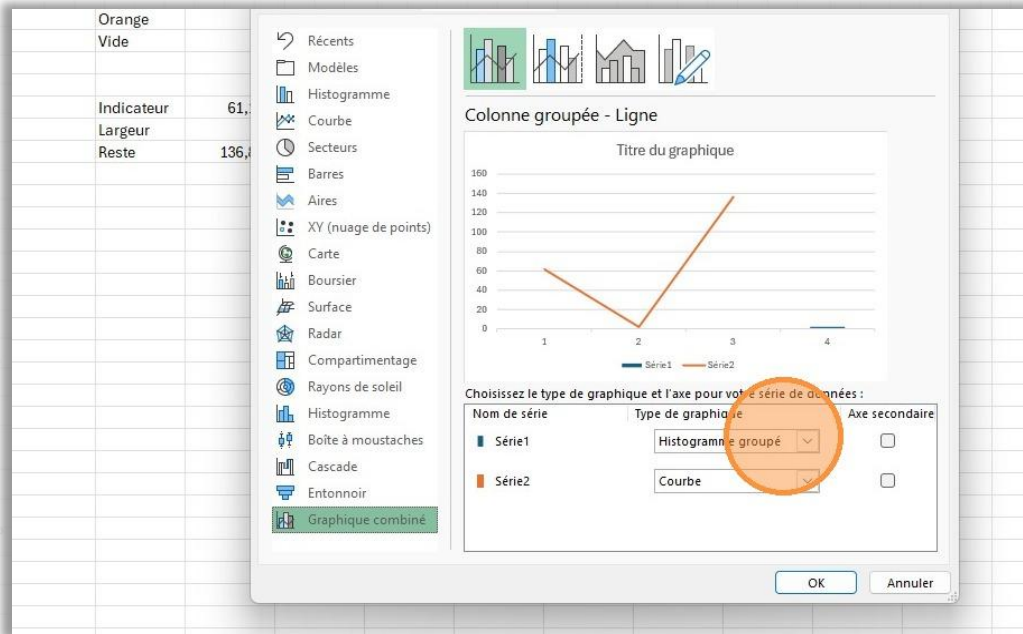 Orange
Vide
Indicateur 61,
Largeur
Reste 136,
Récents
Modèles
Histogramme
Courbe
Secteurs
Barres
Aires
XY (nuage de points)
Carte
Boursier
Surface
Radar
Compartimentage
Rayons de soleil
Histogramme
Boîte à moustaches
Cascade
Entonnoir
Graphique combiné
Colonne groupée - Ligne
Titre du graphique
160
140
120
100
80
60
40
20
0
1 2 3 4
Série1 Série2
Choisissez le type de graphique et l'axe pour votre série de données :
Nom de série Type de graphique Axe secondaire
Série1 Histogramme groupé
Série2 Courbe
OK Annuler